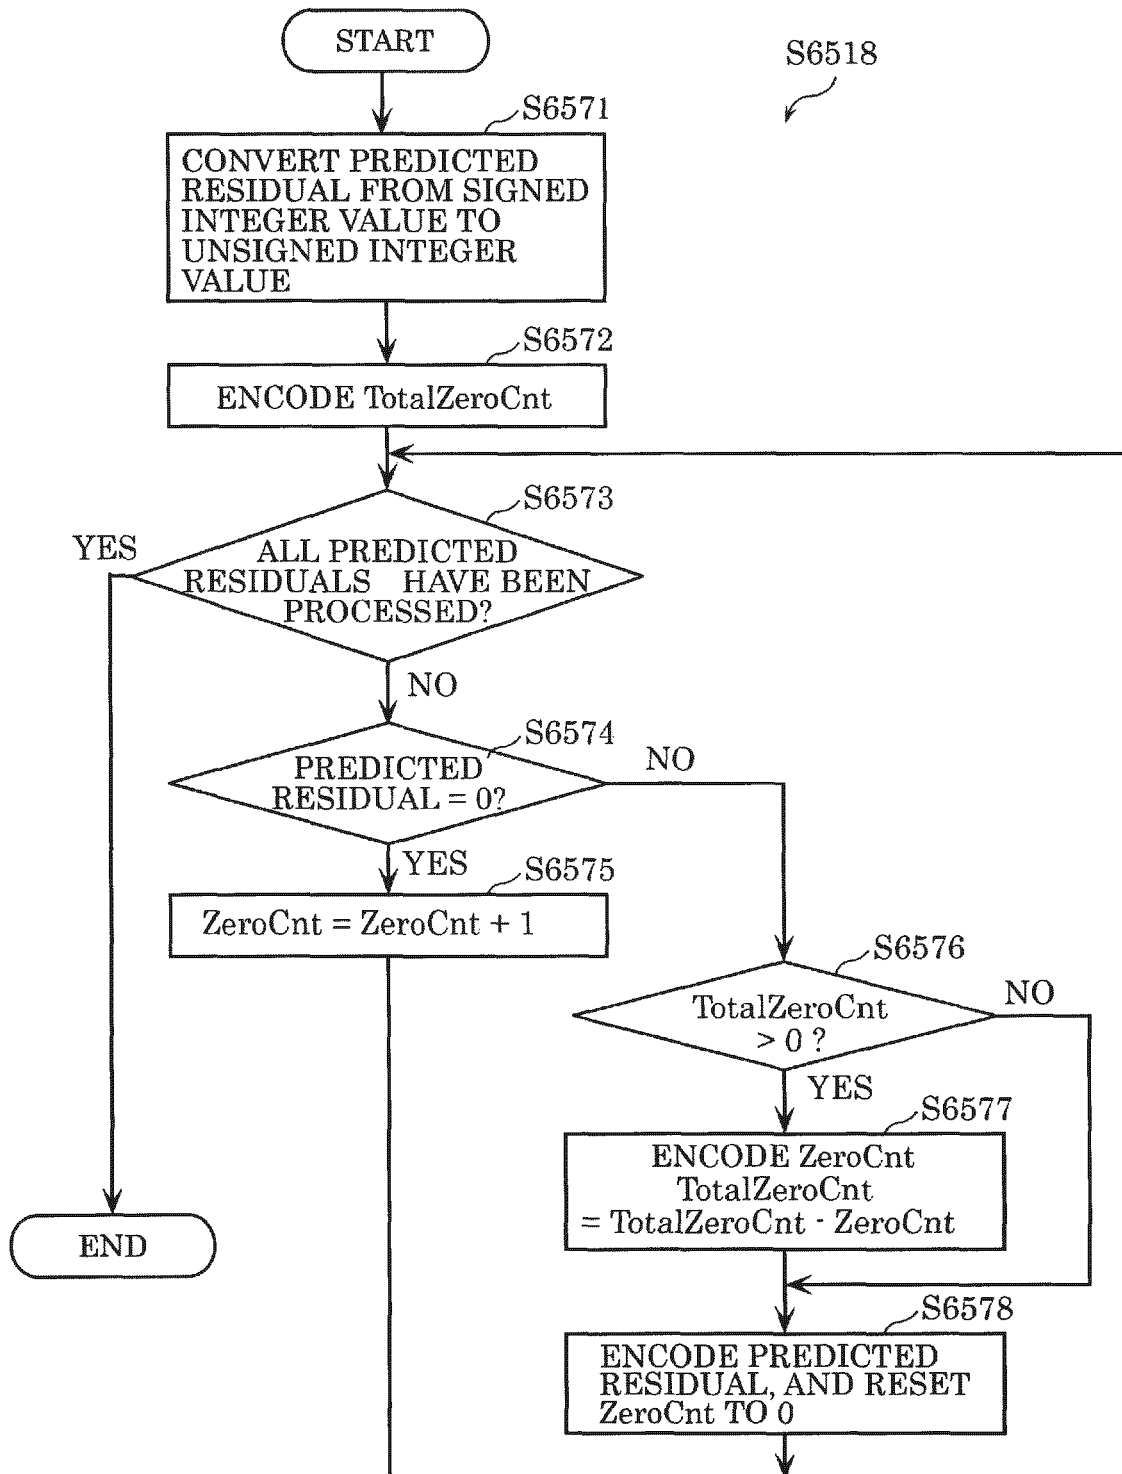 START
S6518
S6571
CONVERT PREDICTED
RESIDUAL FROM SIGNED
INTEGER VALUE TO
UNSIGNED INTEGER
VALUE
S6572
ENCODE TotalZeroCnt
S6573
YES
ALL PREDICTED
RESIDUALS HAVE BEEN
PROCESSED?
NO
S6574
PREDICTED
RESIDUAL = 0?
NO
YES
S6575
ZeroCnt = ZeroCnt + 1
S6576
TotalZeroCnt
> 0 ?
NO
YES
S6577
ENCODE ZeroCnt
TotalZeroCnt
= TotalZeroCnt - ZeroCnt
END
S6578
ENCODE PREDICTED
RESIDUAL, AND RESET
ZeroCnt TO 0